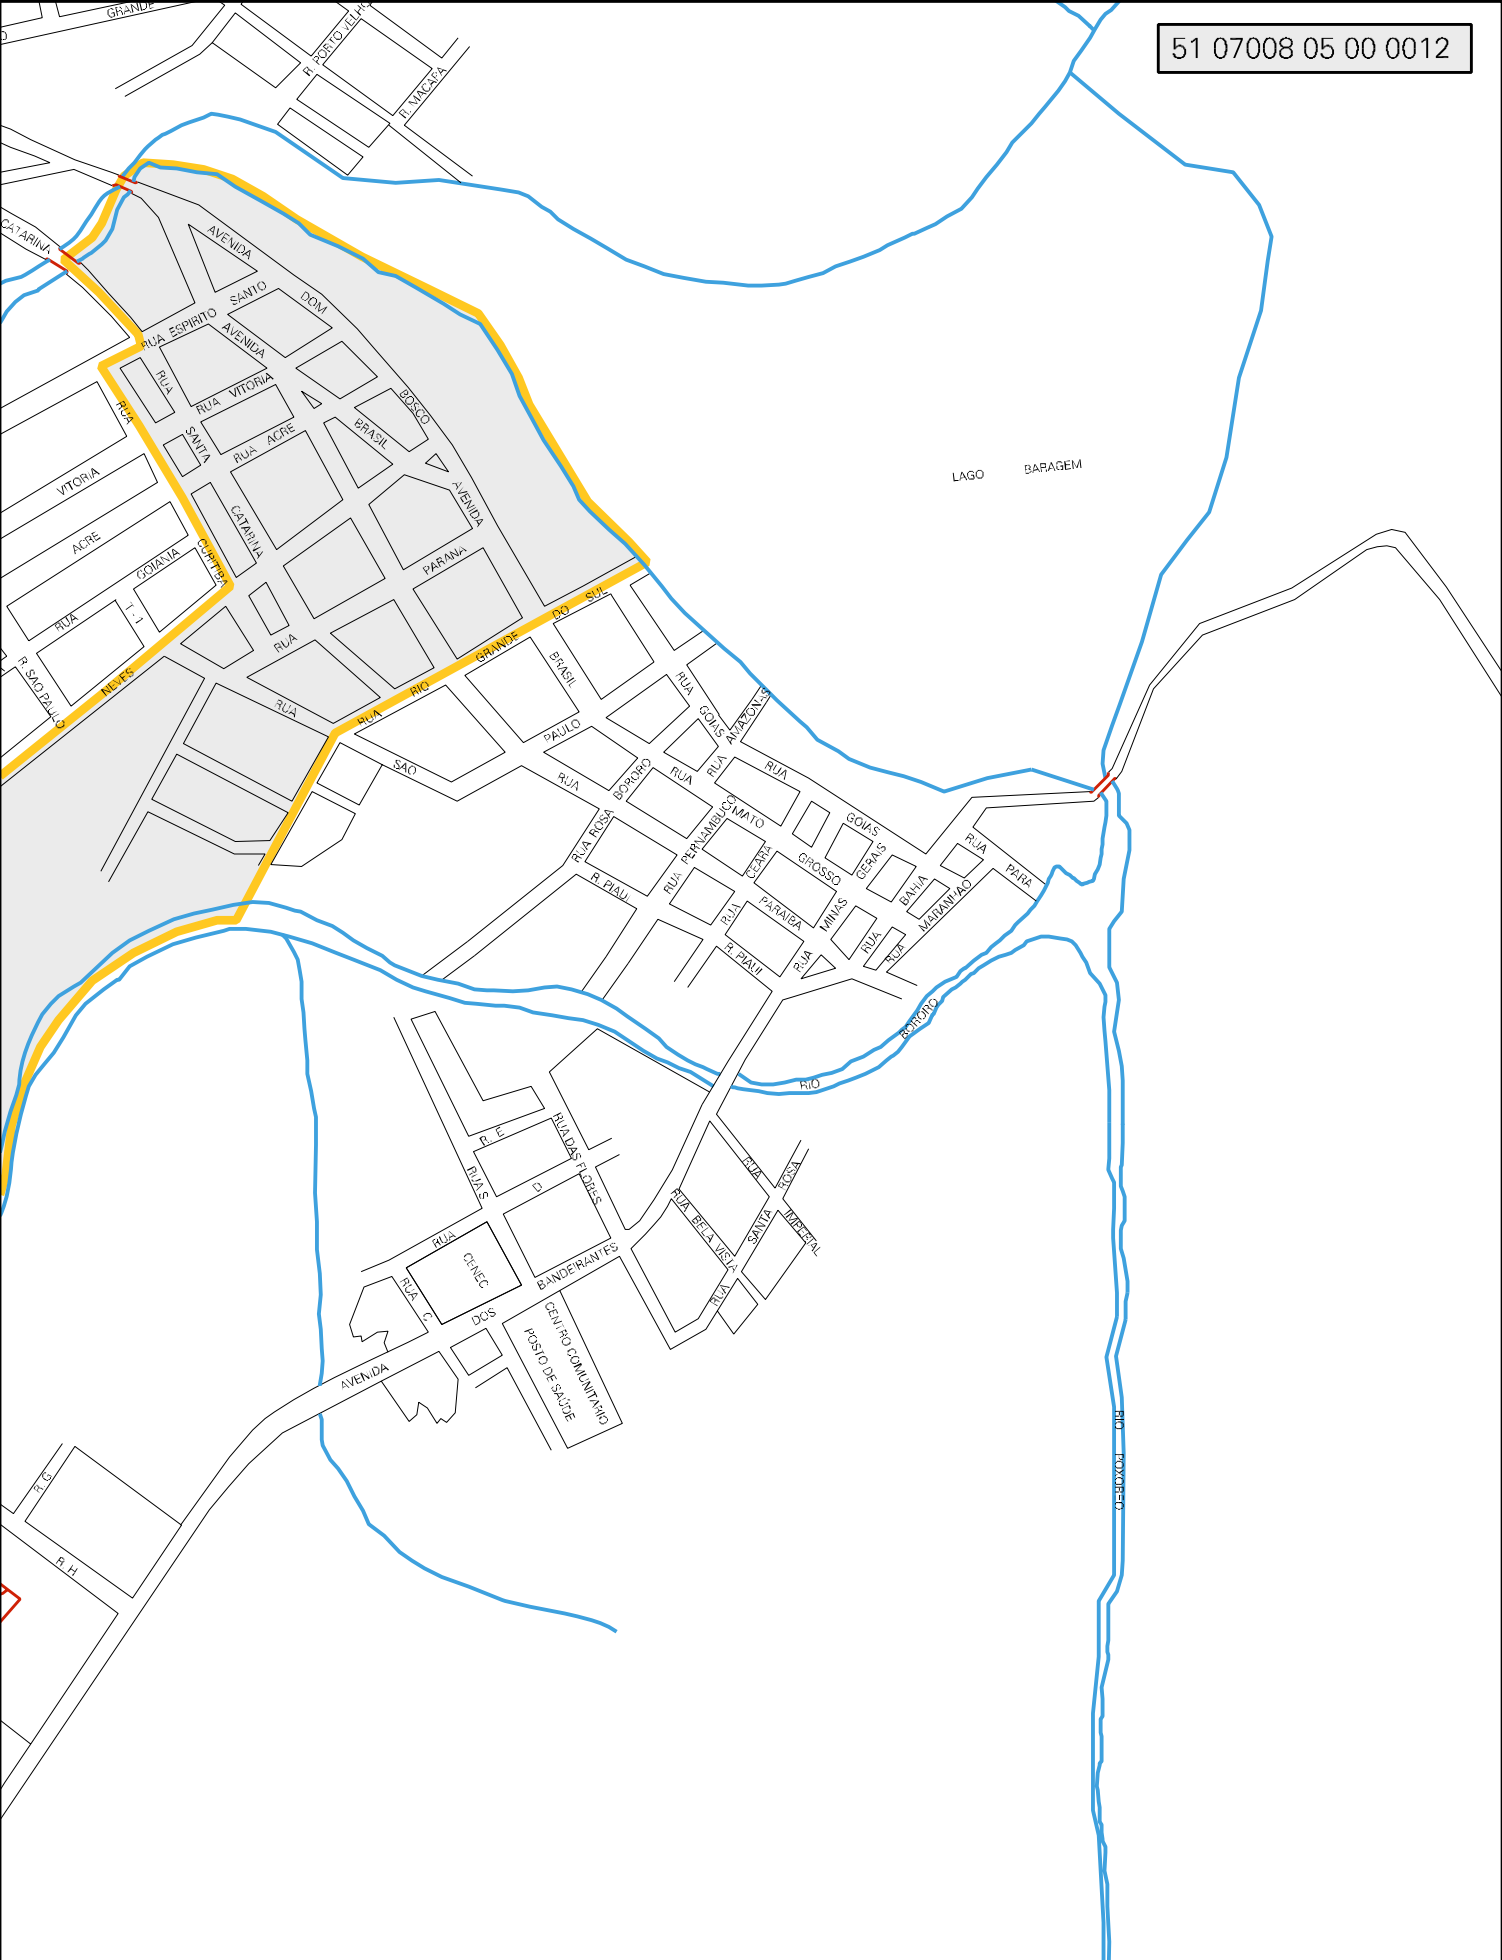 GRANDE
R. PORTO VELHO
R. MACAPA
51 07008 05 00 0012
CATARINA
AVENIDA
SANTO
DOM
RUA ESPIRITO
AVENIDA
RUA
RUA VITORIA
BOSCO
RUA
SANTA
RUA ACRE
BRASIL
VITORIA
LAGO BARAGEM
AVENIDA
CATARINA
ACRE
GOIANIA
CURITIBA
PARANA
RUA
T - 1
DO SUL
RUA
GRANDE
BRASIL
R. SAO PAULO
NEVES
RUA
RIO
RUA
RUA
GOIAS
AMAZONAS
PAULO
SAO
RUA
BORORO
RUA
RUA
RUA
PERNAMBUCO
MATO
GOIAS
RUA ROSA
CEARA
GROSSO
GERAIS
RUA
PARA
R. PIAUI
RUA
BAHIA
MARANHAO
RUA
PARAIBA
MINAS
RUA
R. PIAUI
RUA
RUA
BORORO
RIO
R. E
RUA DAS FLORES
RUA S
D
RUA
ROSA
RUA BELA VISTA
SANTA
IMPERIAL
RUA
CENEC
BANDEIRANTES
RUA C
DOS
RUA
CENTRO COMUNITARIO
POSTO DE SAÚDE
AVENIDA
RIO POXOREO
R. G
R. H